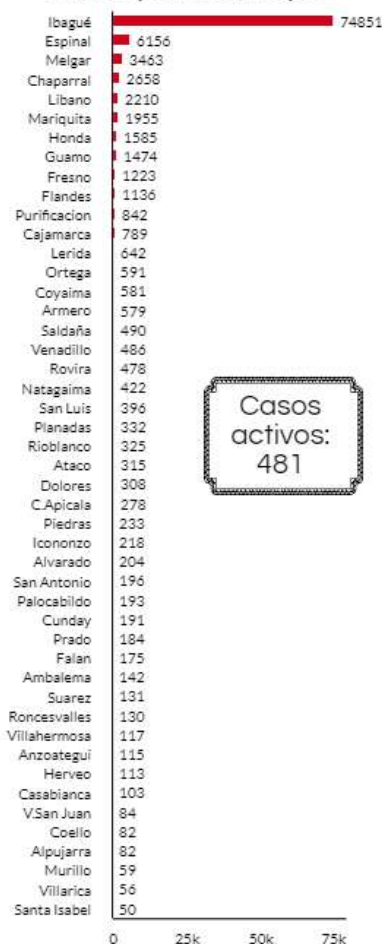 Ibagué 74851
Espinal 6156
Melgar 3463
Chaparral 2658
Libano 2210
Mariquita 1955
Honda 1585
Guamo 1474
Fresno 1223
Flandes 1136
Purificacion 842
Cajamarca 789
Lerida 642
Ortega 591
Coyaima 581
Armero 579
Saldaña 490
Venadillo 486
Rovira 478
Natagaima 422
San Luis 396
Planadas 332
Rioblanco 325
Ataco 315
Dolores 308
C.Apicala 278
Piedras 233
Icononzo 218
Alvarado 204
San Antonio 196
Palocabildo 193
Cunday 191
Prado 184
Falan 175
Ambalema 142
Suarez 131
Roncesvalles 130
Villahermosa 117
Anzoategui 115
Herveo 113
Casabianca 103
V.San Juan 84
Coello 82
Alpujarra 82
Murillo 59
Villarica 56
Santa Isabel 50
0 25k 50k 75k
Casos
activos:
481